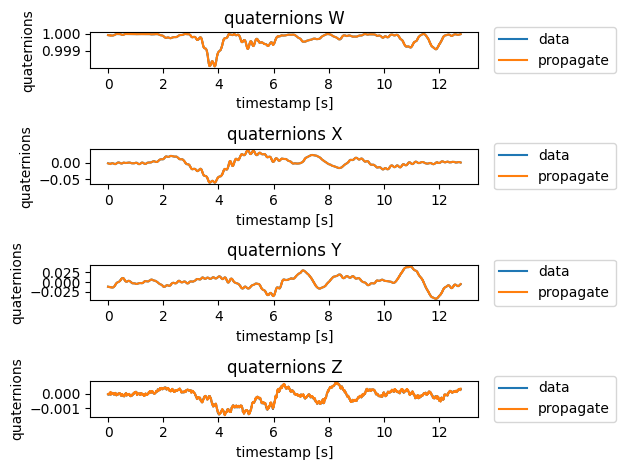 quaternions W
quaternions
1.000
0.999
0 2 4 6 8 10 12
timestamp [s]
data
propagate
quaternions X
quaternions
0.00
−0.05
0 2 4 6 8 10 12
timestamp [s]
data
propagate
quaternions Y
quaternions
0.025
0.000
−0.025
0 2 4 6 8 10 12
timestamp [s]
data
propagate
quaternions Z
quaternions
0.000
−0.001
0 2 4 6 8 10 12
timestamp [s]
data
propagate